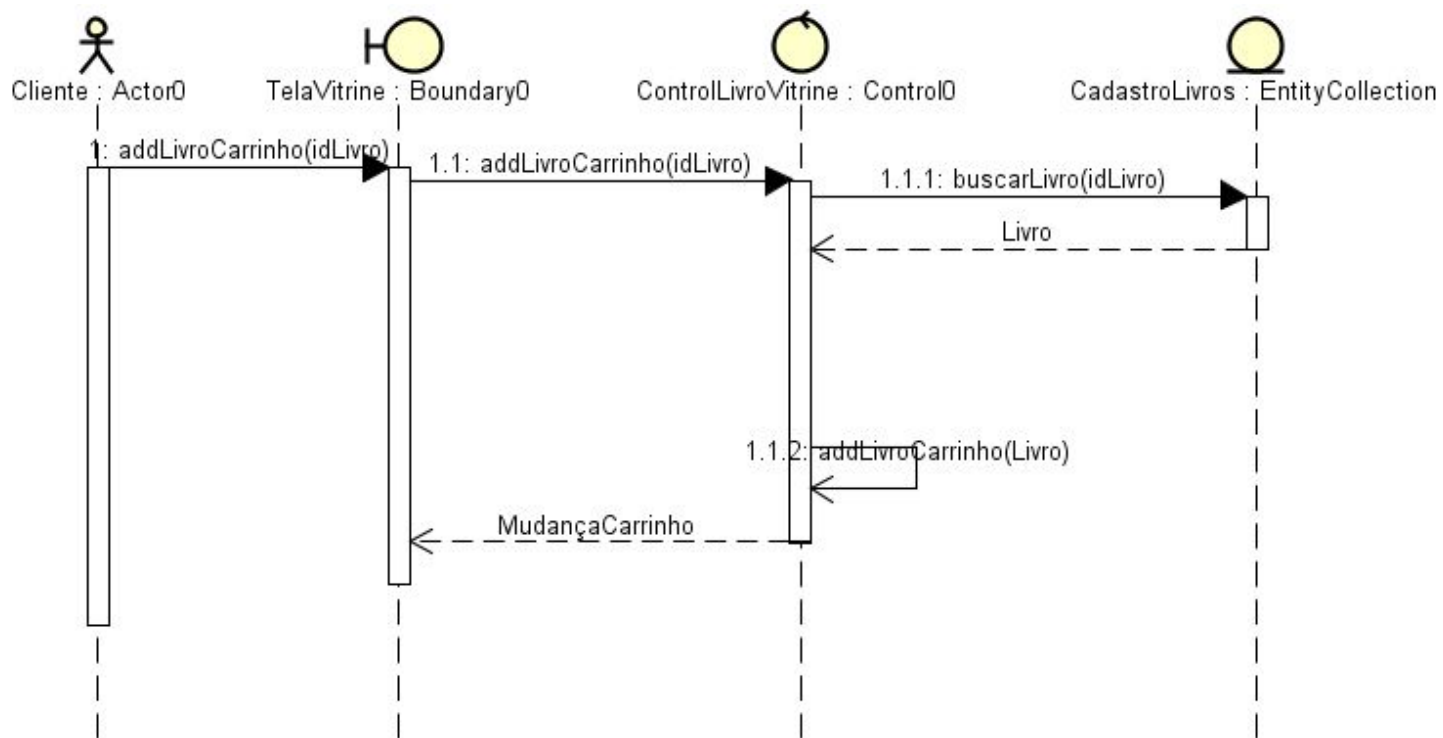 Cliente : Actor0
TelaVitrine : Boundary0
ControlLivroVitrine : Control0
CadastroLivros : EntityCollection
1: addLivroCarrinho(idLivro)
1.1: addLivroCarrinho(idLivro)
1.1.1: buscarLivro(idLivro)
Livro
1.1.2: addLivroCarrinho(Livro)
MudançaCarrinho